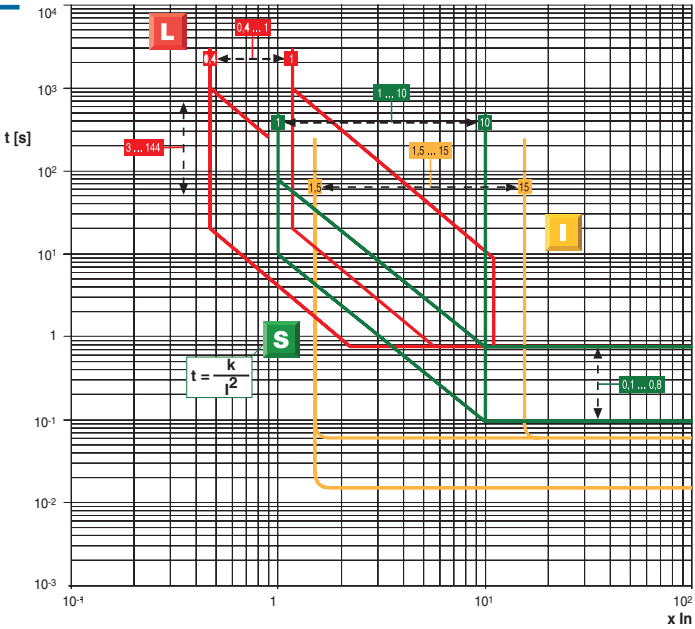 10⁴
L
0,4 ... 1
0,4
1
10³
1 ... 10
t [s]
1
10
3 ... 144
1,5 ... 15
10²
1,5
15
I
10¹
1
S
t = k / I²
0,1 ... 0,8
10⁻¹
10⁻²
10⁻³
10⁻¹
1
10¹
10²
x In